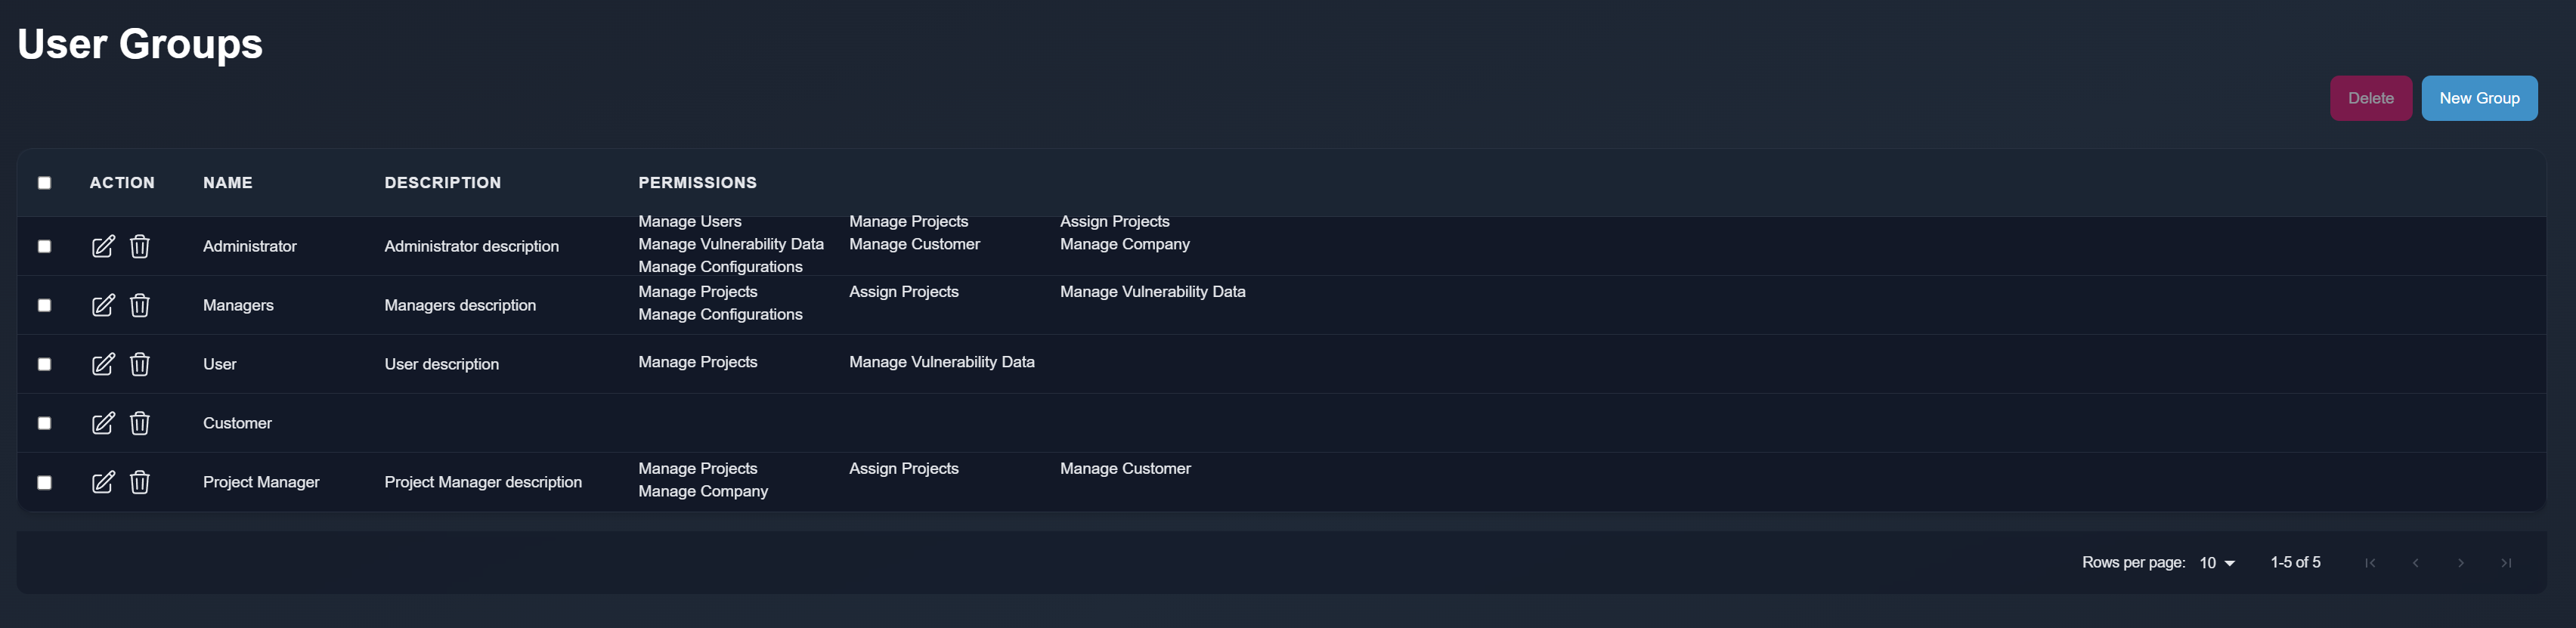 User Groups
Delete New Group
ACTION NAME DESCRIPTION PERMISSIONS
Manage Users Manage Projects Assign Projects
Administrator Administrator description Manage Vulnerability Data Manage Customer Manage Company
Manage Configurations
Manage Projects Assign Projects Manage Vulnerability Data
Managers Managers description
Manage Configurations
User User description Manage Projects Manage Vulnerability Data
Customer
Manage Projects Assign Projects Manage Customer
Project Manager Project Manager description
Manage Company
Rows per page: 10 1-5 of 5